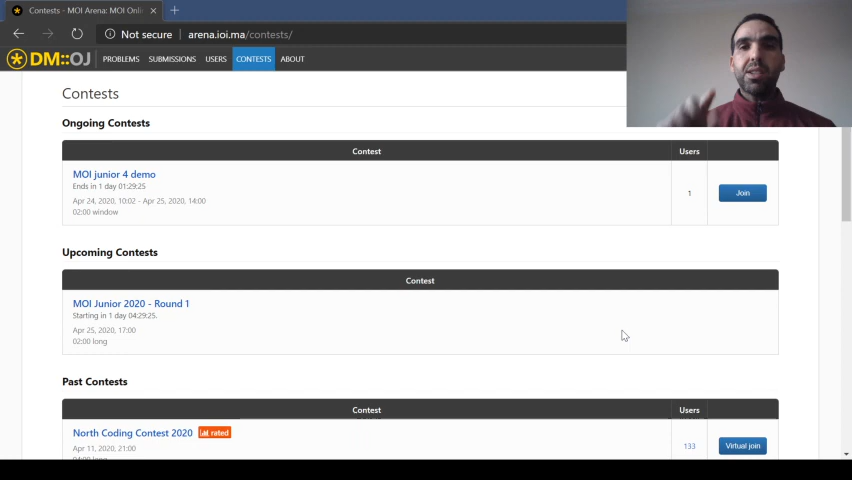 Contests - MOI Arena: MOI Onlin
Not secure
arena.ioi.ma/contests/
DM::OJ
PROBLEMS
SUBMISSIONS
USERS
CONTESTS
ABOUT
Contests
Ongoing Contests
Contest
Users
MOI junior 4 demo
Ends in 1 day 01:29:25
Apr 24, 2020, 10:02 - Apr 25, 2020, 14:00
02:00 window
1
Join
Upcoming Contests
Contest
MOI Junior 2020 - Round 1
Starting in 1 day 04:29:25.
Apr 25, 2020, 17:00
02:00 long
Past Contests
Contest
Users
North Coding Contest 2020
rated
Apr 11, 2020, 21:00
04:00 long
133
Virtual join